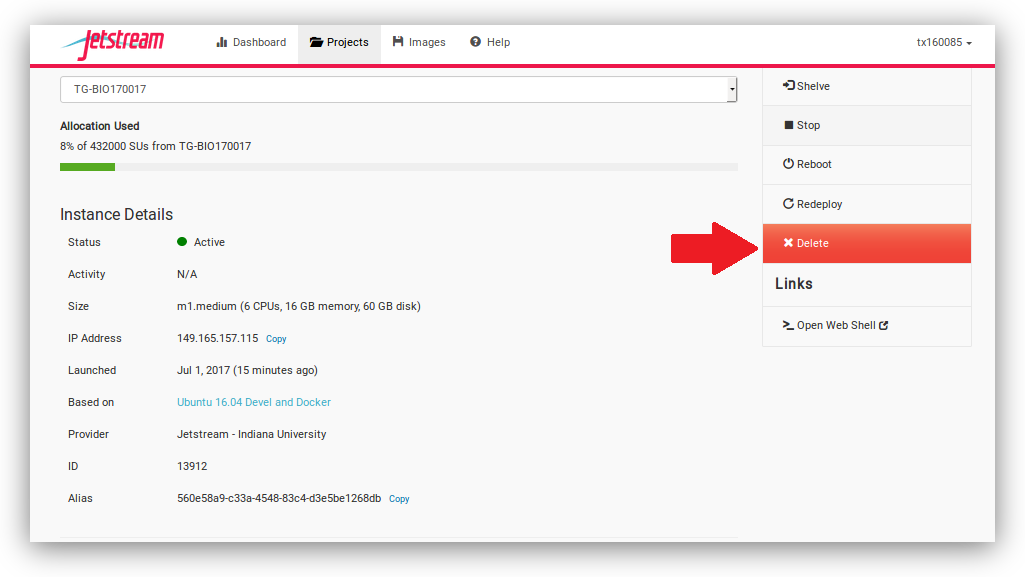 Jetstream Dashboard Projects Images Help tx160085
TG-BIO170017
Allocation Used
8% of 432000 SUs from TG-BIO170017
Instance Details
Status Active
Activity N/A
Size m1.medium (6 CPUs, 16 GB memory, 60 GB disk)
IP Address 149.165.157.115 Copy
Launched Jul 1, 2017 (15 minutes ago)
Based on Ubuntu 16.04 Devel and Docker
Provider Jetstream - Indiana University
ID 13912
Alias 560e58a9-c33a-4548-83c4-d3e5be1268db Copy
Shelve
Stop
Reboot
Redeploy
Delete
Links
Open Web Shell